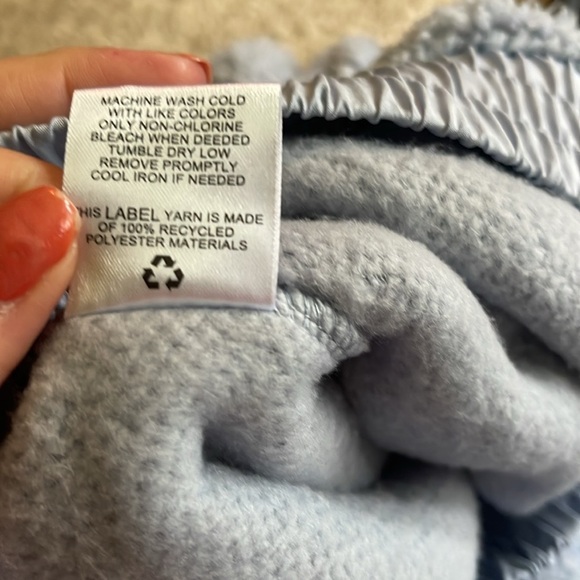 MACHINE WASH COLD
WITH LIKE COLORS
ONLY NON-CHLORINE
BLEACH WHEN DEEDED
TUMBLE DRY LOW
REMOVE PROMPTLY
COOL IRON IF NEEDED
HIS LABEL YARN IS MADE
OF 100% RECYCLED
POLYESTER MATERIALS